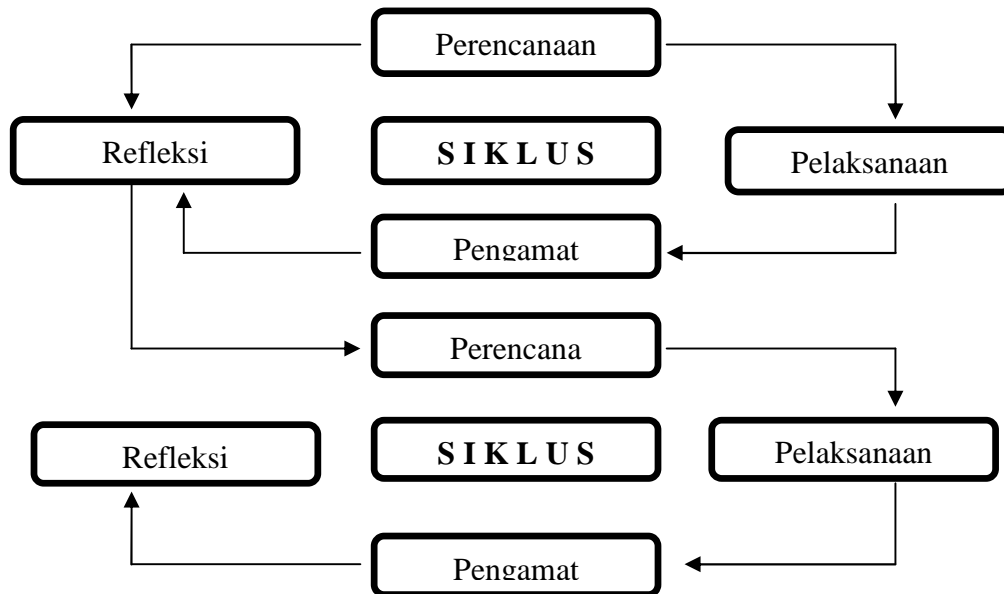 Perencanaan
Refleksi
S I K L U S
Pelaksanaan
Pengamat
Perencana
Refleksi
S I K L U S
Pelaksanaan
Pengamat